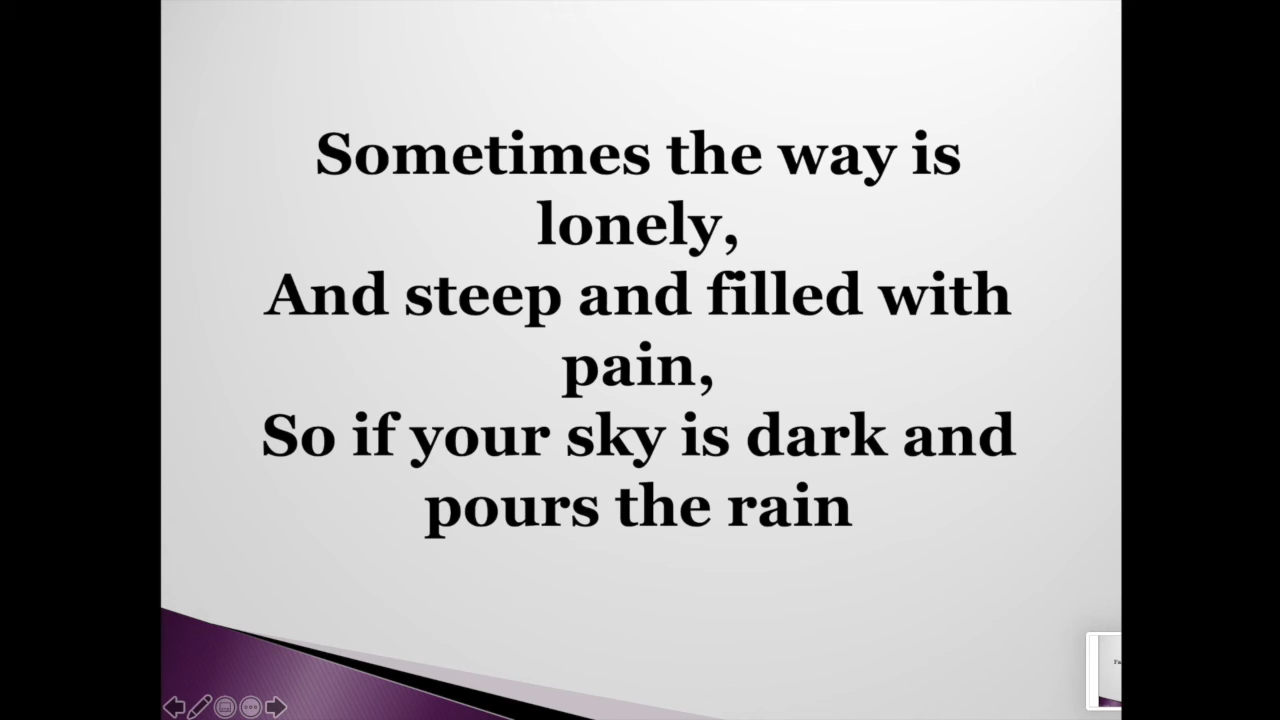 Sometimes the way is
lonely,
And steep and filled with
pain,
So if your sky is dark and
pours the rain